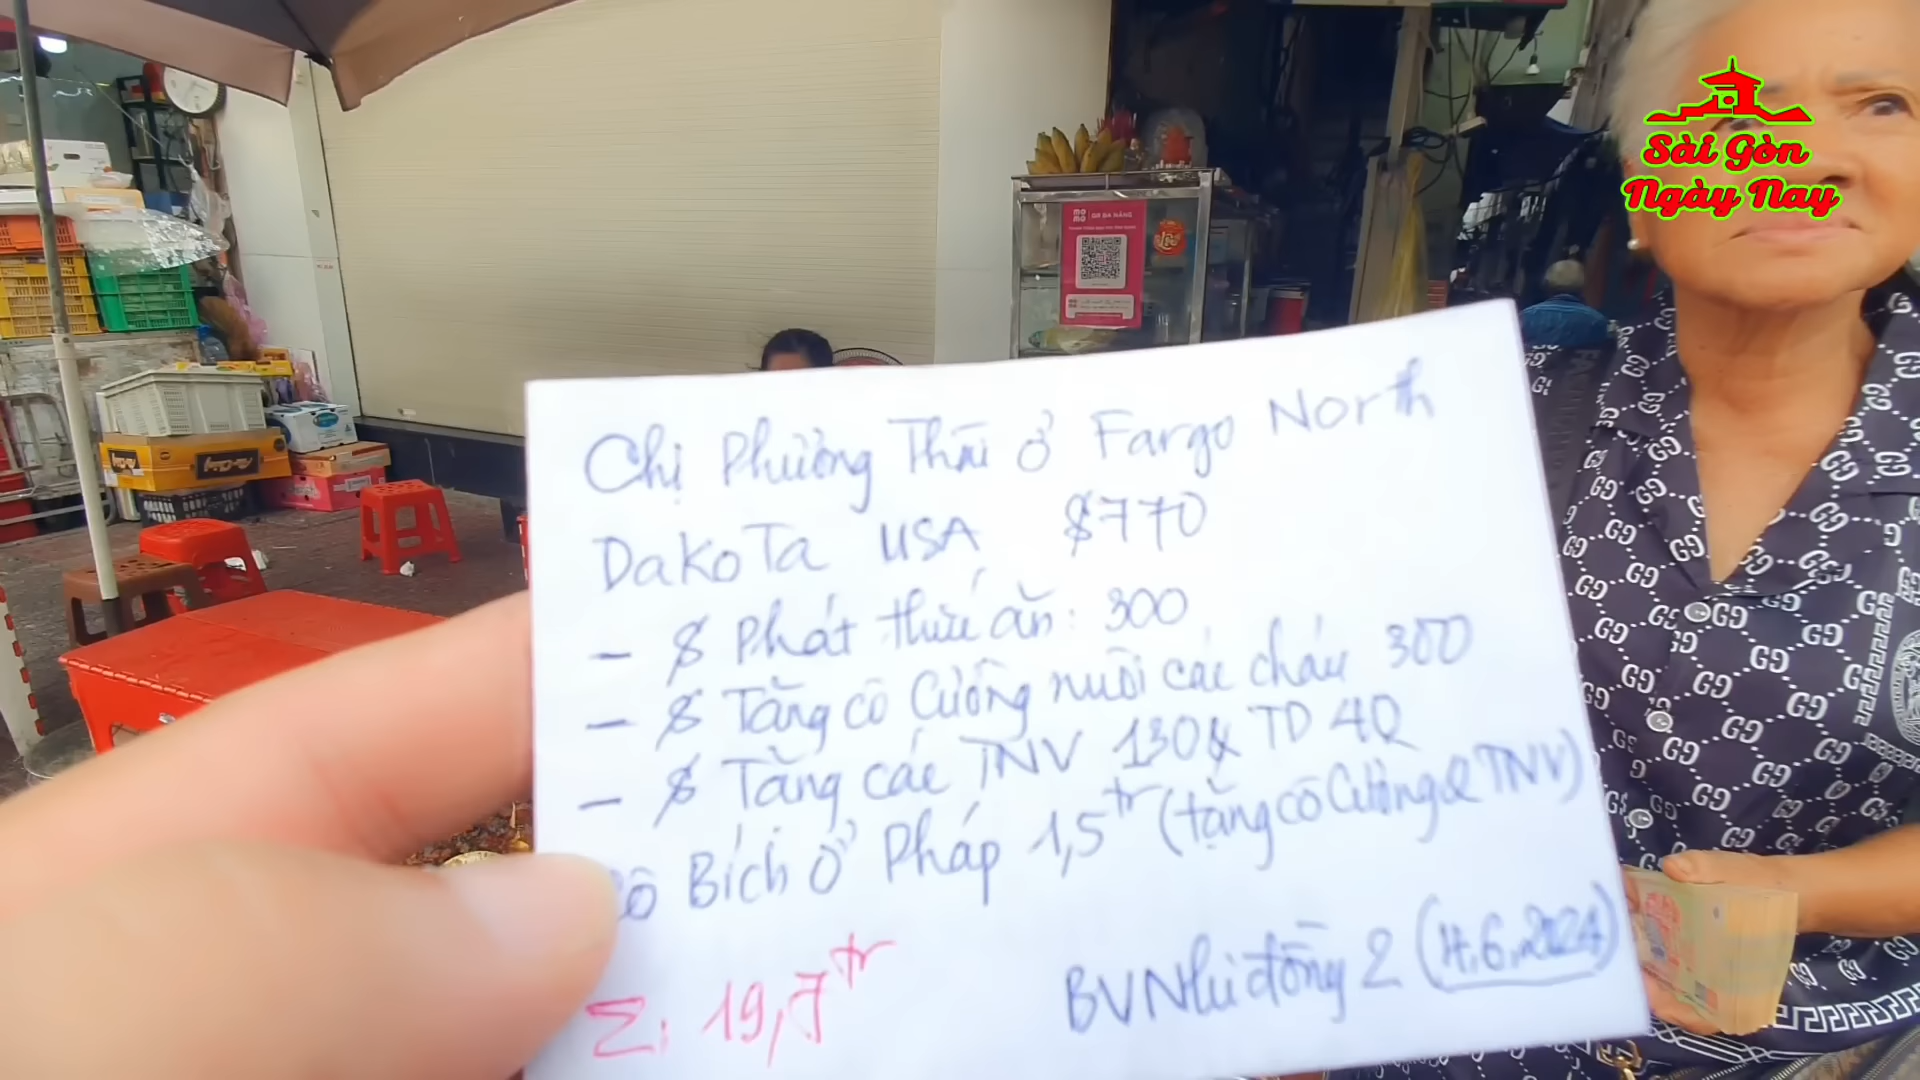 Sài Gòn
Ngày Nay
Chị Phương Thái ở Fargo North
Dakota USA $770
- $ Phát thức ăn: 300
- $ Tặng cô Cường nuôi các cháu 300
- $ Tặng các TNV 130 & TD 40
Cô Bích ở Pháp 1,5tr (tặng cô Cường & TNV)
Σ: 19,7tr
BV Nhi đồng 2 (4.6.2024)